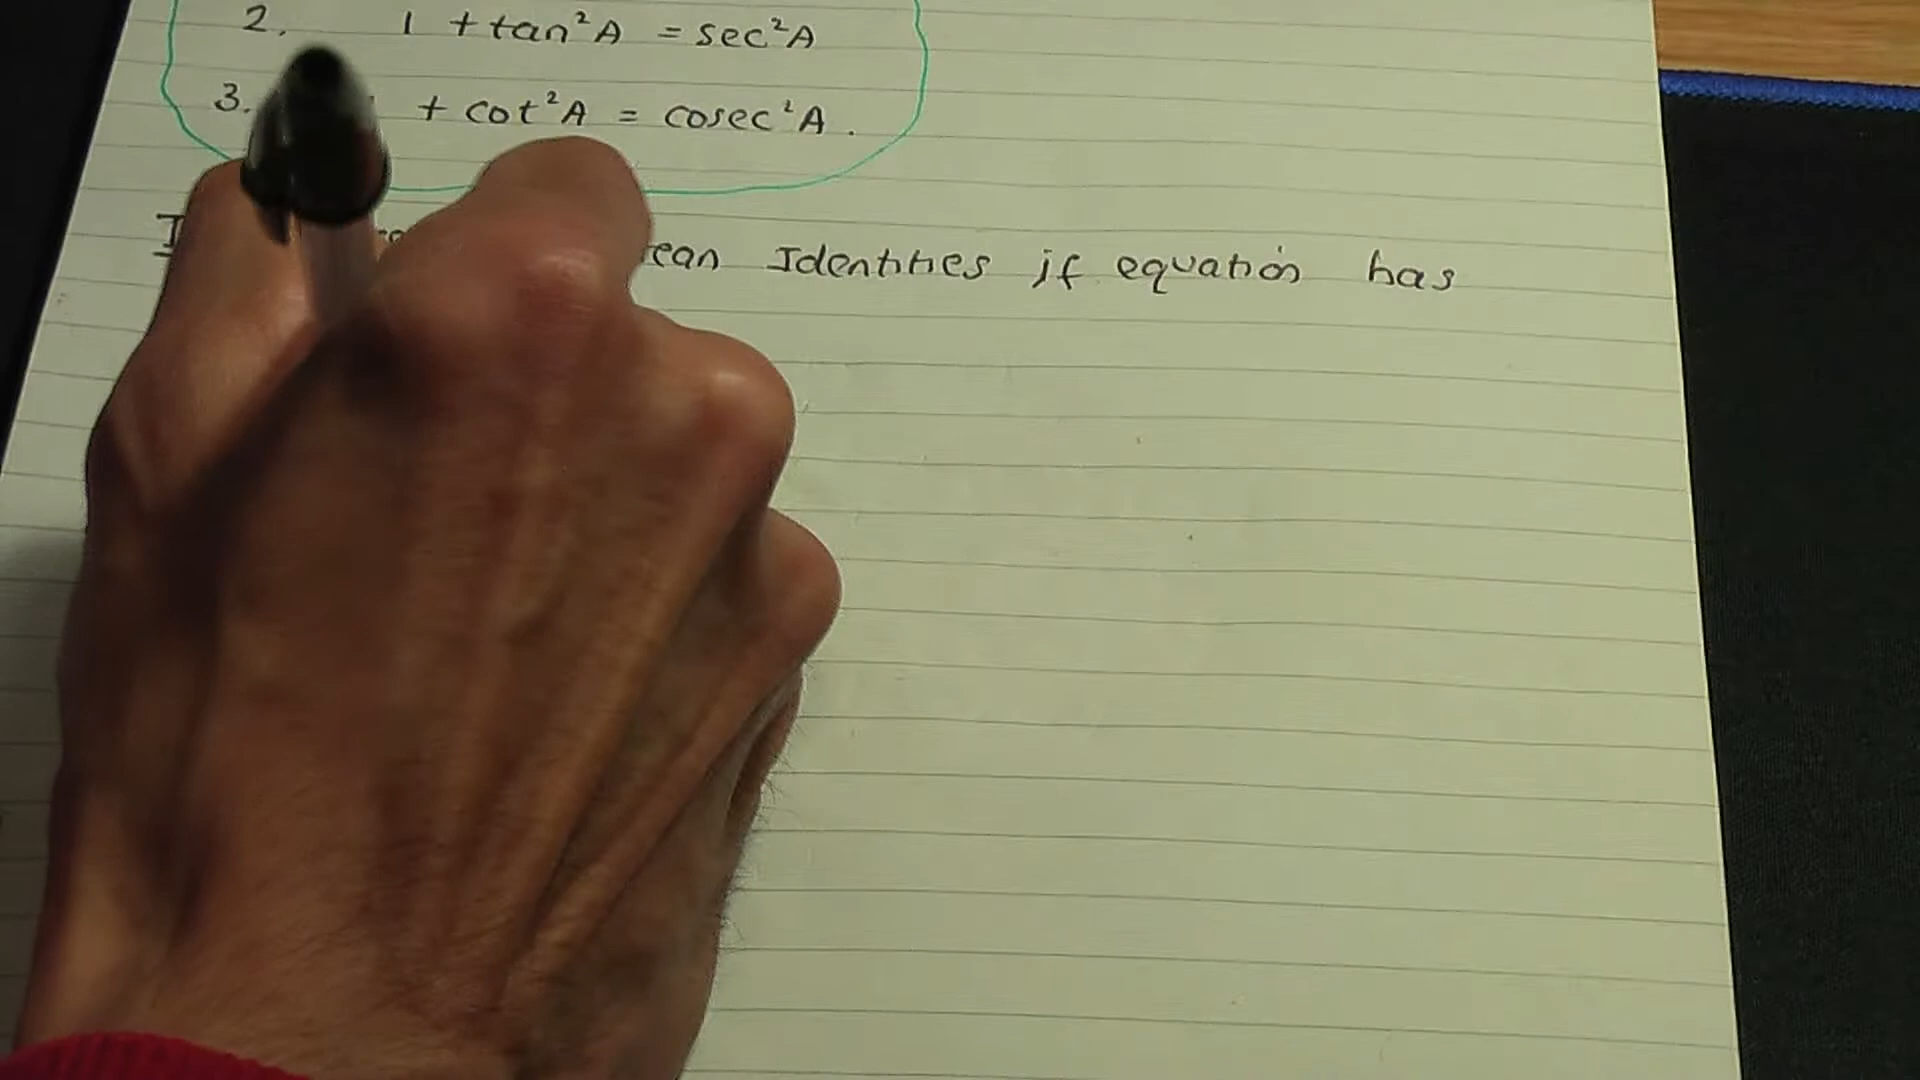 2. 1 + tan²A = sec²A
3. + cot²A = cosec²A.
Identities if equation has